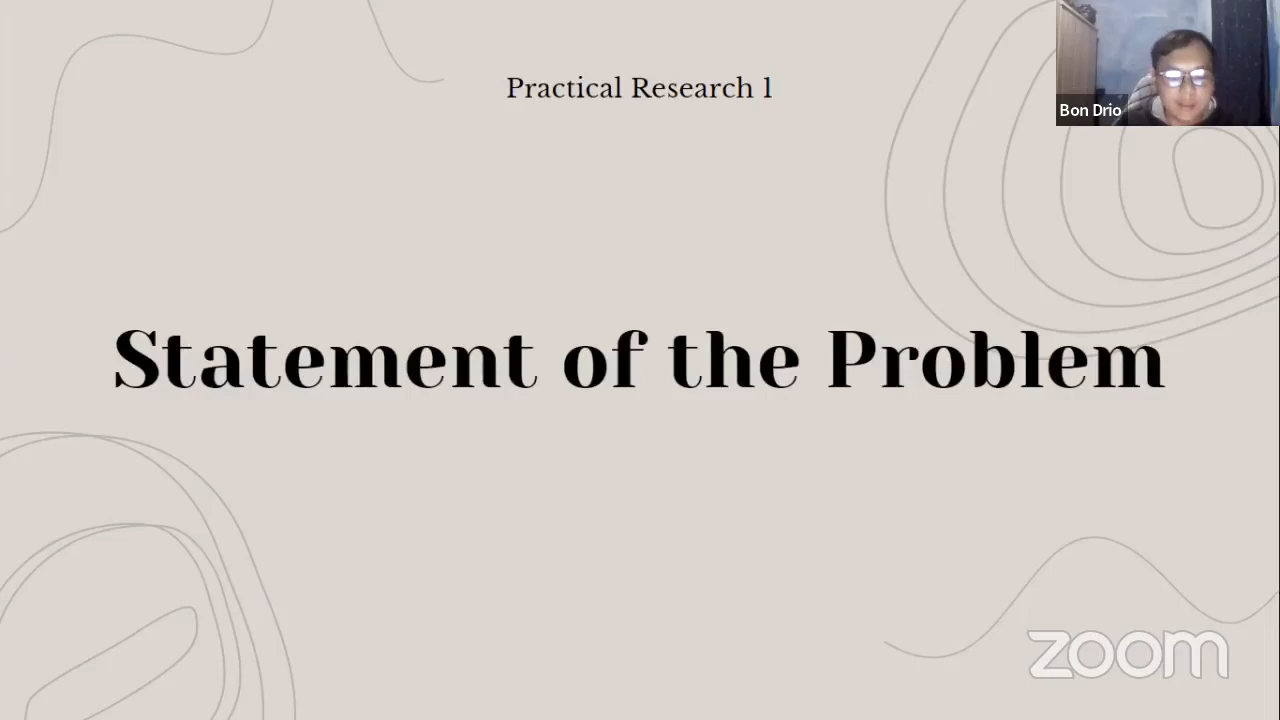 Practical Research 1
Bon Drio
Statement of the Problem
zoom